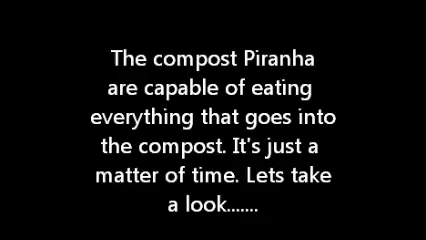 The compost Piranha
are capable of eating
everything that goes into
the compost. It's just a
matter of time. Lets take
a look.......